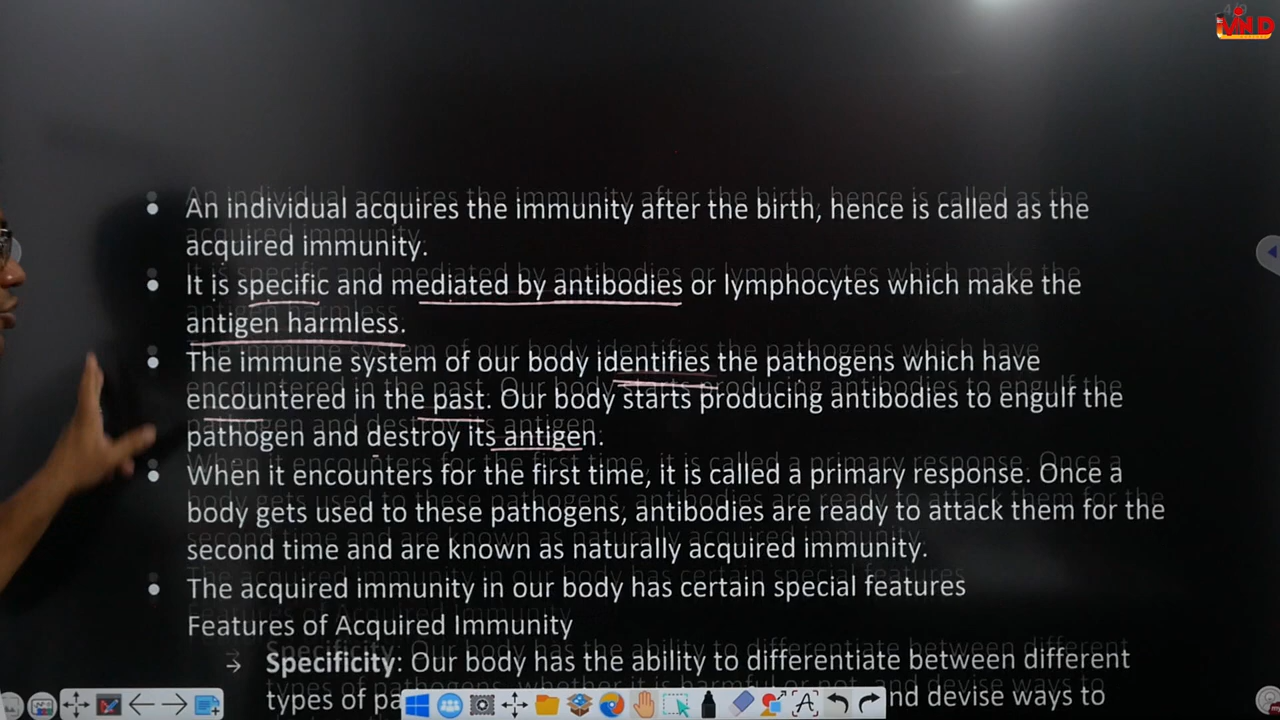 iVIND
• An individual acquires the immunity after the birth, hence is called as the
acquired immunity.
• It is specific and mediated by antibodies or lymphocytes which make the
antigen harmless.
• The immune system of our body identifies the pathogens which have
encountered in the past. Our body starts producing antibodies to engulf the
pathogen and destroy its antigen.
• When it encounters for the first time, it is called a primary response. Once a
body gets used to these pathogens, antibodies are ready to attack them for the
second time and are known as naturally acquired immunity.
• The acquired immunity in our body has certain special features
Features of Acquired Immunity
→ Specificity: Our body has the ability to differentiate between different
types of pa
nd devise ways to